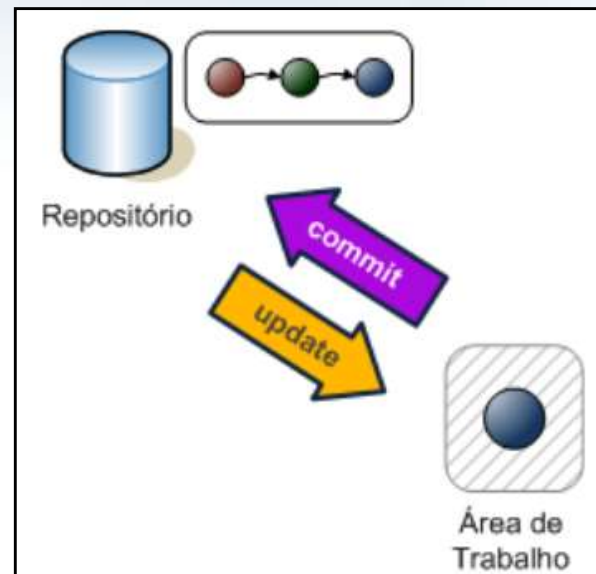 Repositório
commit
update
Área de
Trabalho